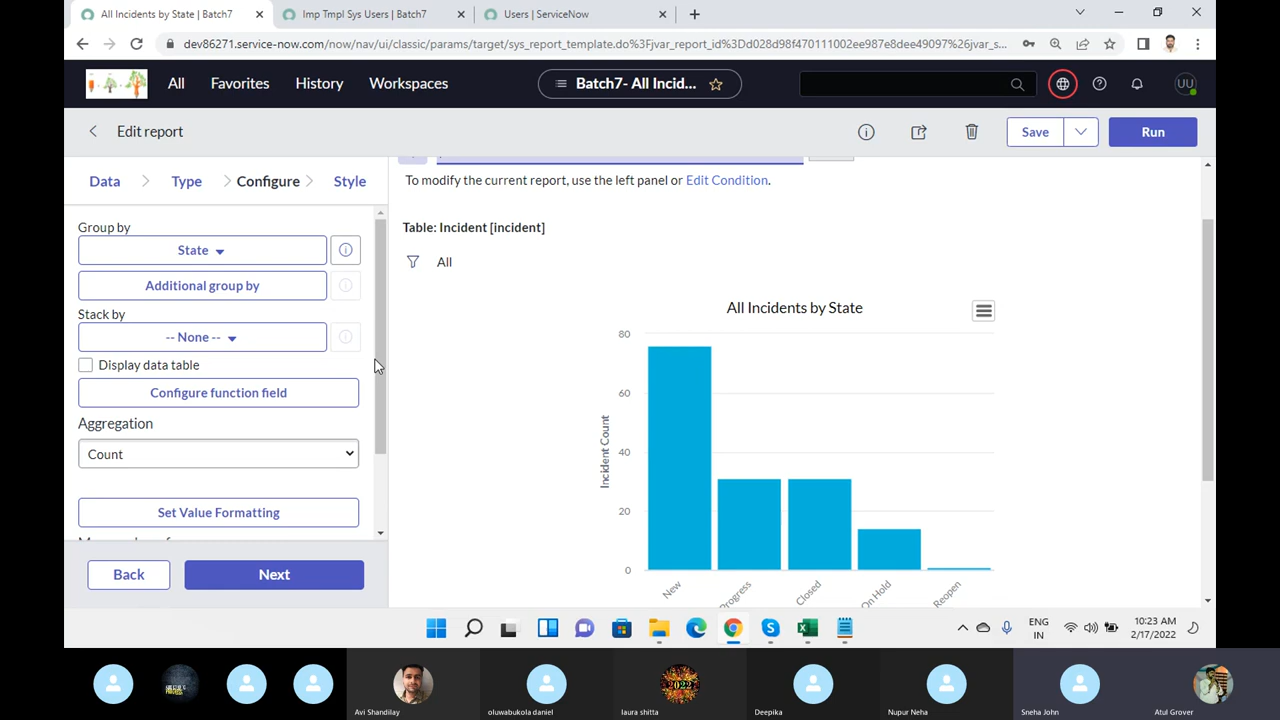 All Incidents by State | Batch7
Imp Tmpl Sys Users | Batch7
Users | ServiceNow
dev86271.service-now.com/now/nav/ui/classic/params/target/sys_report_template.do%3Fjvar_report_id%3Dd028d98f470111002ee987e8dee49097%26jvar_s...
All
Favorites
History
Workspaces
Batch7- All Incid...
UU
Edit report
Save
Run
Data
Type
Configure
Style
To modify the current report, use the left panel or Edit Condition.
Group by
State
Additional group by
Stack by
-- None --
Display data table
Configure function field
Aggregation
Count
Set Value Formatting
Back
Next
Table: Incident [incident]
All
All Incidents by State
Incident Count
80
60
40
20
0
New
Progress
Closed
On Hold
Reopen
ENG
IN
10:23 AM
2/17/2022
2022
Avi Shandilay
oluwabukola daniel
laura shitta
Deepika
Nupur Neha
Sneha John
Atul Grover